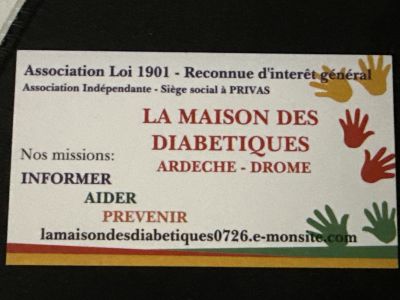 Association Loi 1901 - Reconnue d'interêt général
Association Indépendante - Siège social à PRIVAS
LA MAISON DES
DIABETIQUES
ARDECHE - DROME
Nos missions:
INFORMER
AIDER
PREVENIR
lamaisondesdiabetiques0726.e-monsite.com